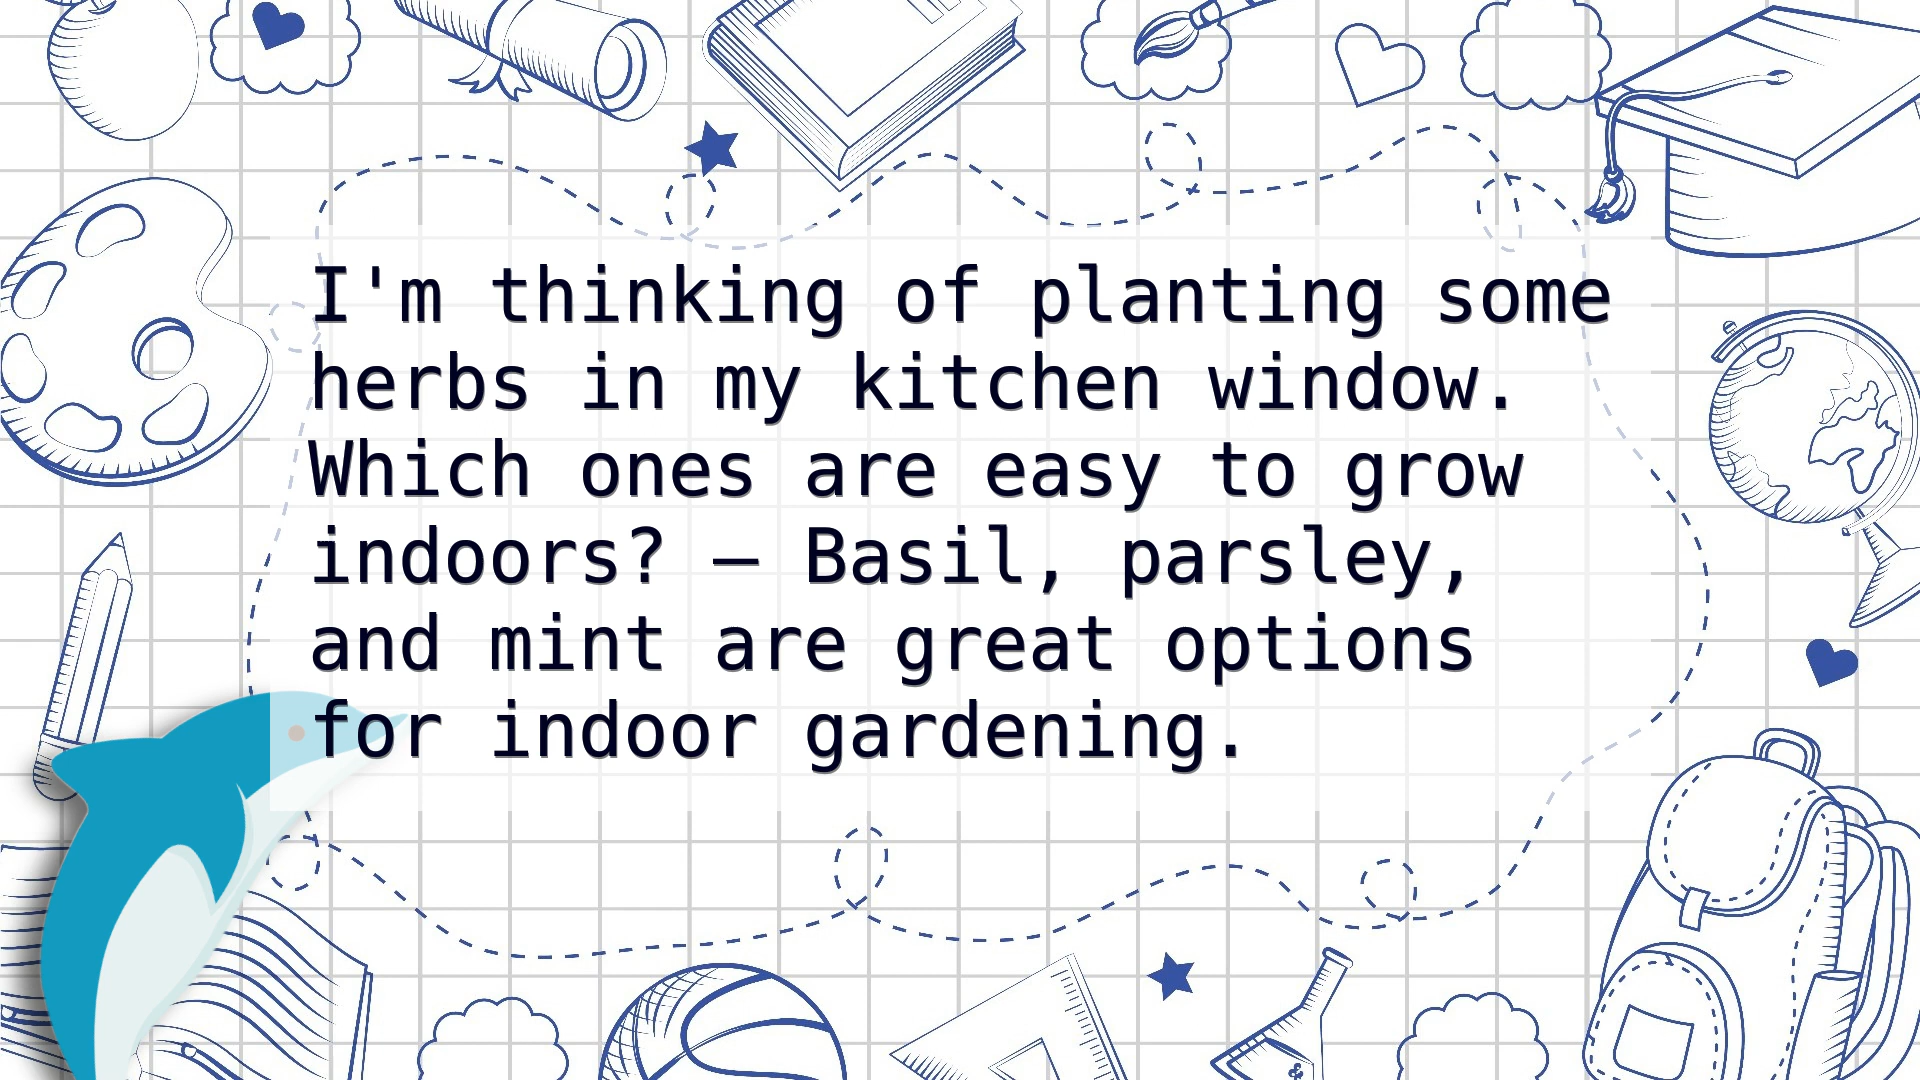 I'm thinking of planting some
herbs in my kitchen window.
Which ones are easy to grow
indoors? – Basil, parsley,
and mint are great options
for indoor gardening.